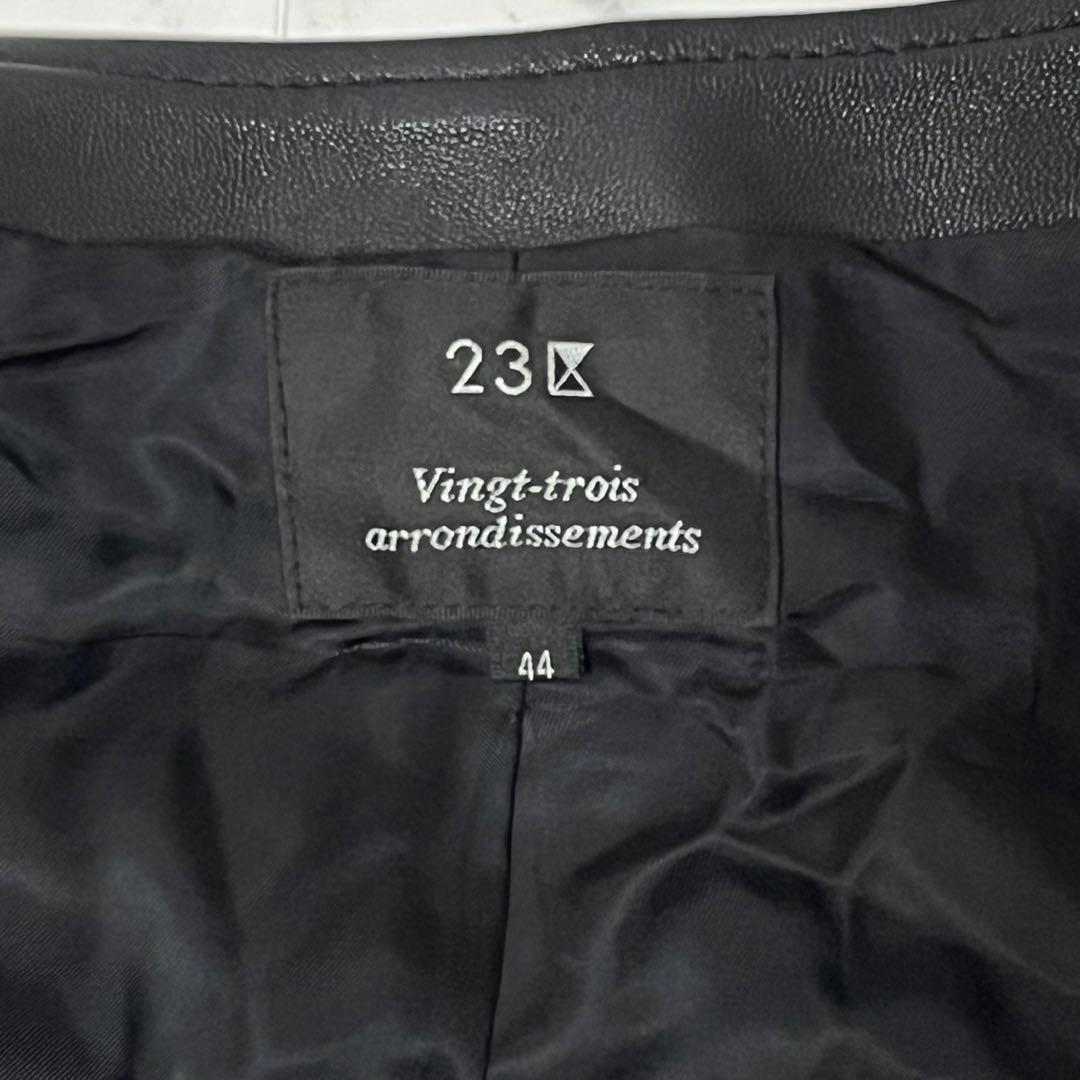 23区
Vingt-trois
arrondissements
44